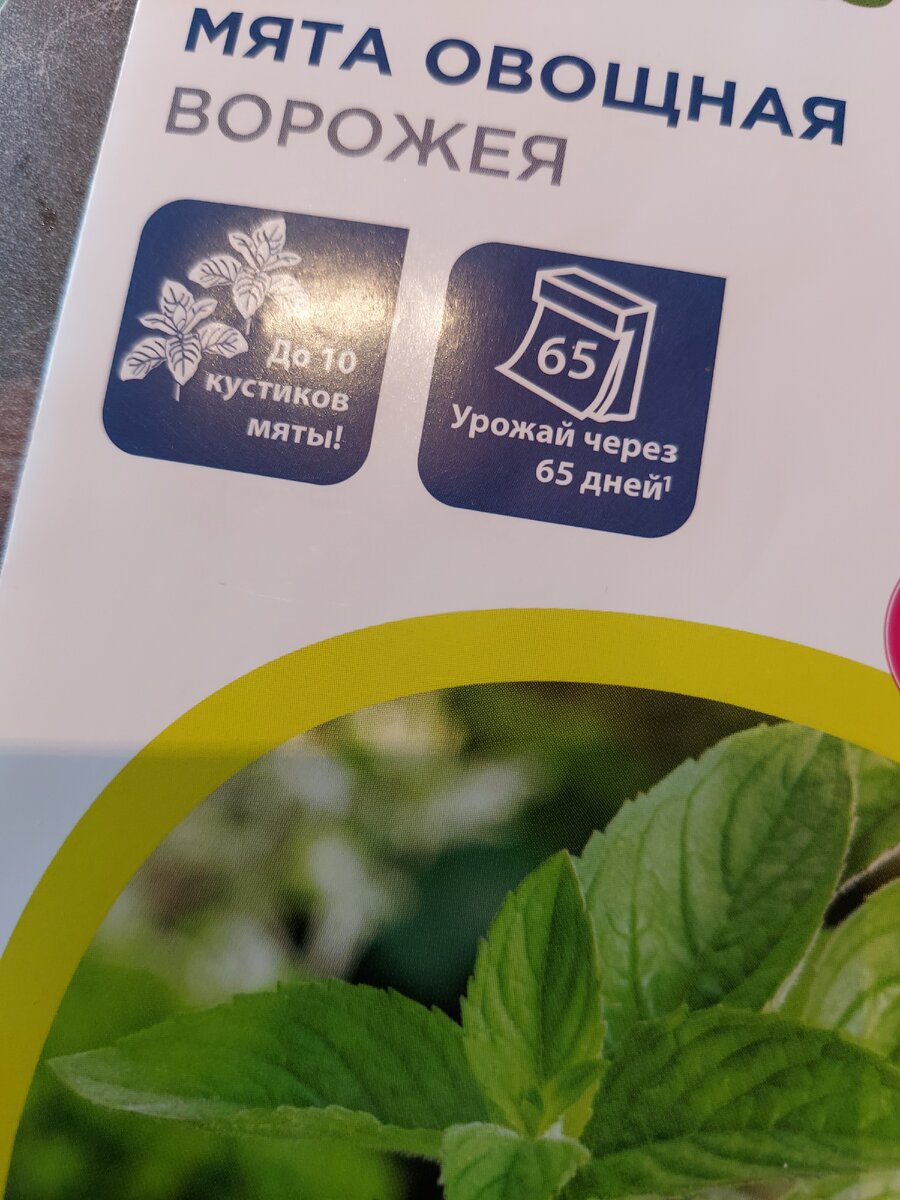 МЯТА ОВОЩНАЯ
ВОРОЖЕЯ
До 10
кустиков
мяты!
65
Урожай через
65 дней¹